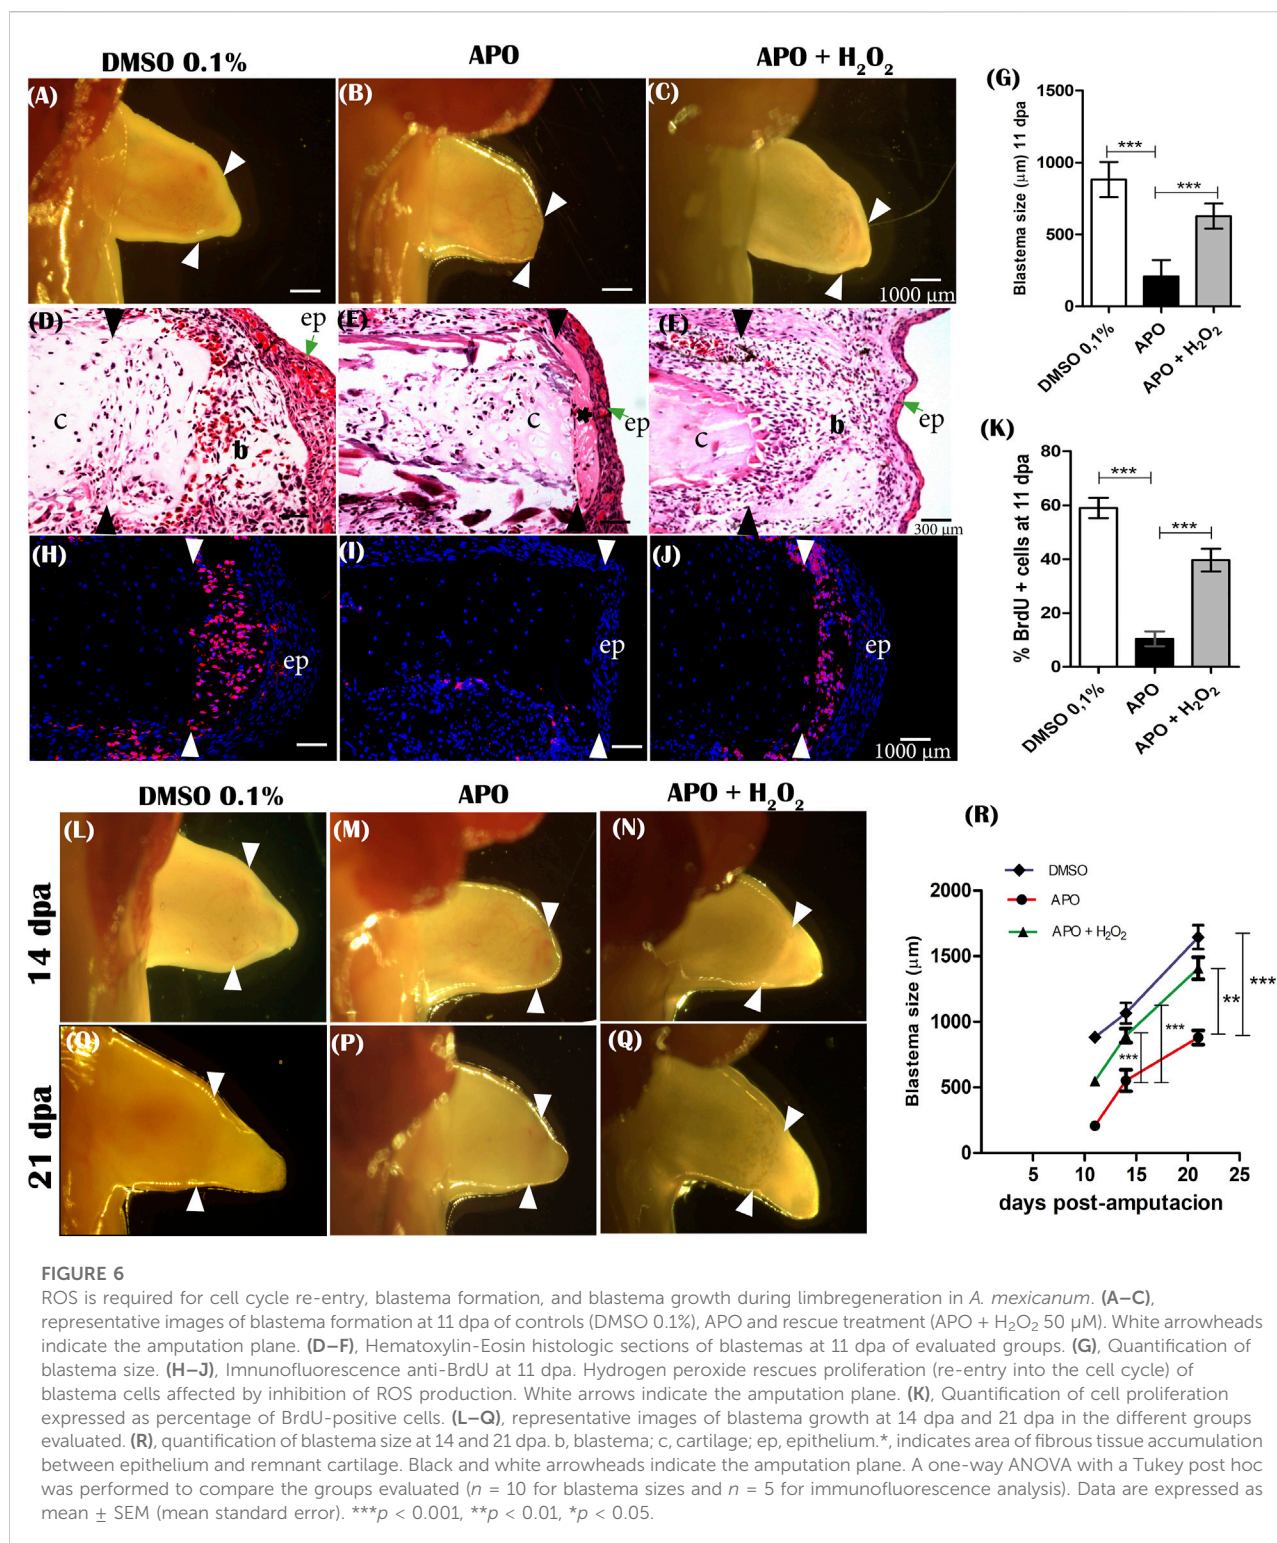 DMSO 0.1%
APO
APO + H₂O₂
(A)
(B)
(C)
1000 µm
(D)
ep
c
b
(E)
c
*
ep
(F)
c
b
ep
300 µm
(H)
ep
(I)
ep
(J)
ep
1000 µm
(G)
Blastema size (µm) 11 dpa
1500
1000
500
0
***
***
DMSO 0,1%
APO
APO + H₂O₂
(K)
% BrdU + cells at 11 dpa
80
60
40
20
0
***
***
DMSO 0,1%
APO
APO + H₂O₂
DMSO 0.1%
APO
APO + H₂O₂
14 dpa
(L)
(M)
(N)
21 dpa
(O)
(P)
(Q)
(R)
DMSO
APO
APO + H₂O₂
Blastema size (µm)
2000
1500
1000
500
0
***
***
**
***
5
10
15
20
25
days post-amputacion
FIGURE 6
ROS is required for cell cycle re-entry, blastema formation, and blastema growth during limbregeneration in A. mexicanum. (A–C),
representative images of blastema formation at 11 dpa of controls (DMSO 0.1%), APO and rescue treatment (APO + H₂O₂ 50 µM). White arrowheads
indicate the amputation plane. (D–F), Hematoxylin-Eosin histologic sections of blastemas at 11 dpa of evaluated groups. (G), Quantification of
blastema size. (H–J), Immunofluorescence anti-BrdU at 11 dpa. Hydrogen peroxide rescues proliferation (re-entry into the cell cycle) of
blastema cells affected by inhibition of ROS production. White arrows indicate the amputation plane. (K), Quantification of cell proliferation
expressed as percentage of BrdU-positive cells. (L–Q), representative images of blastema growth at 14 dpa and 21 dpa in the different groups
evaluated. (R), quantification of blastema size at 14 and 21 dpa. b, blastema; c, cartilage; ep, epithelium.*, indicates area of fibrous tissue accumulation
between epithelium and remnant cartilage. Black and white arrowheads indicate the amputation plane. A one-way ANOVA with a Tukey post hoc
was performed to compare the groups evaluated (n = 10 for blastema sizes and n = 5 for immunofluorescence analysis). Data are expressed as
mean ± SEM (mean standard error). ***p < 0.001, **p < 0.01, *p < 0.05.